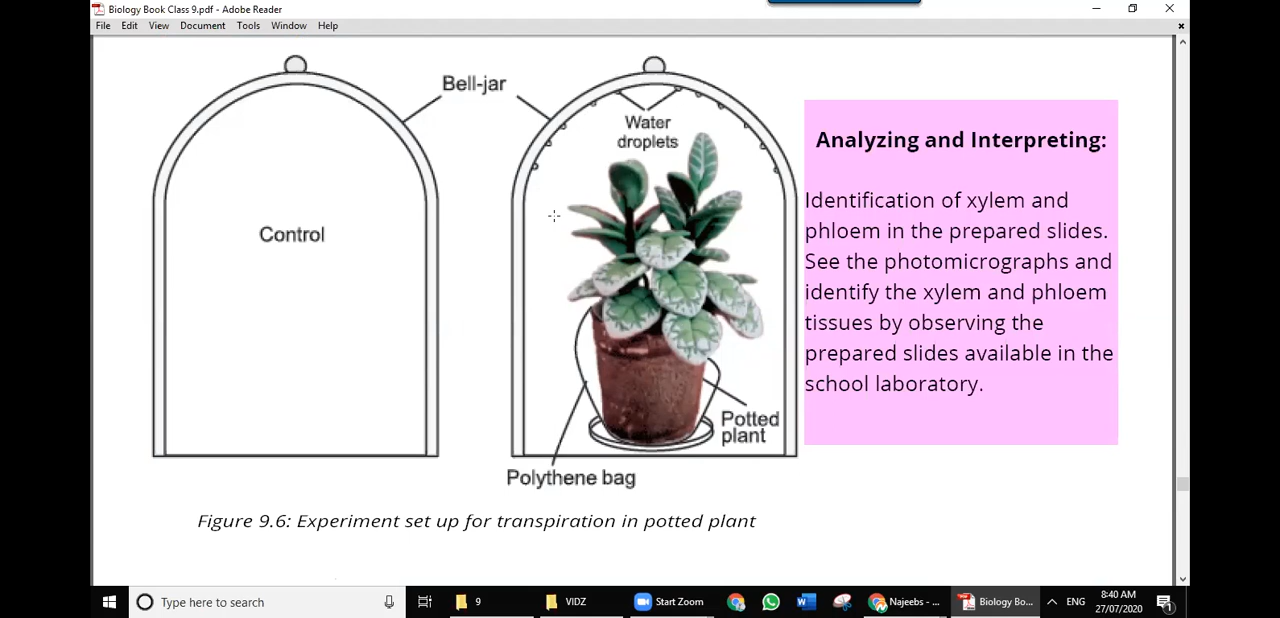 Biology Book Class 9.pdf - Adobe Reader
File Edit View Document Tools Window Help
Bell-jar
Water
droplets
Control
Potted
plant
Polythene bag
Figure 9.6: Experiment set up for transpiration in potted plant
Analyzing and Interpreting:
Identification of xylem and
phloem in the prepared slides.
See the photomicrographs and
identify the xylem and phloem
tissues by observing the
prepared slides available in the
school laboratory.
Type here to search
9
VIDZ
Start Zoom
Najeebs - ...
Biology Bo...
ENG
8:40 AM
27/07/2020
1